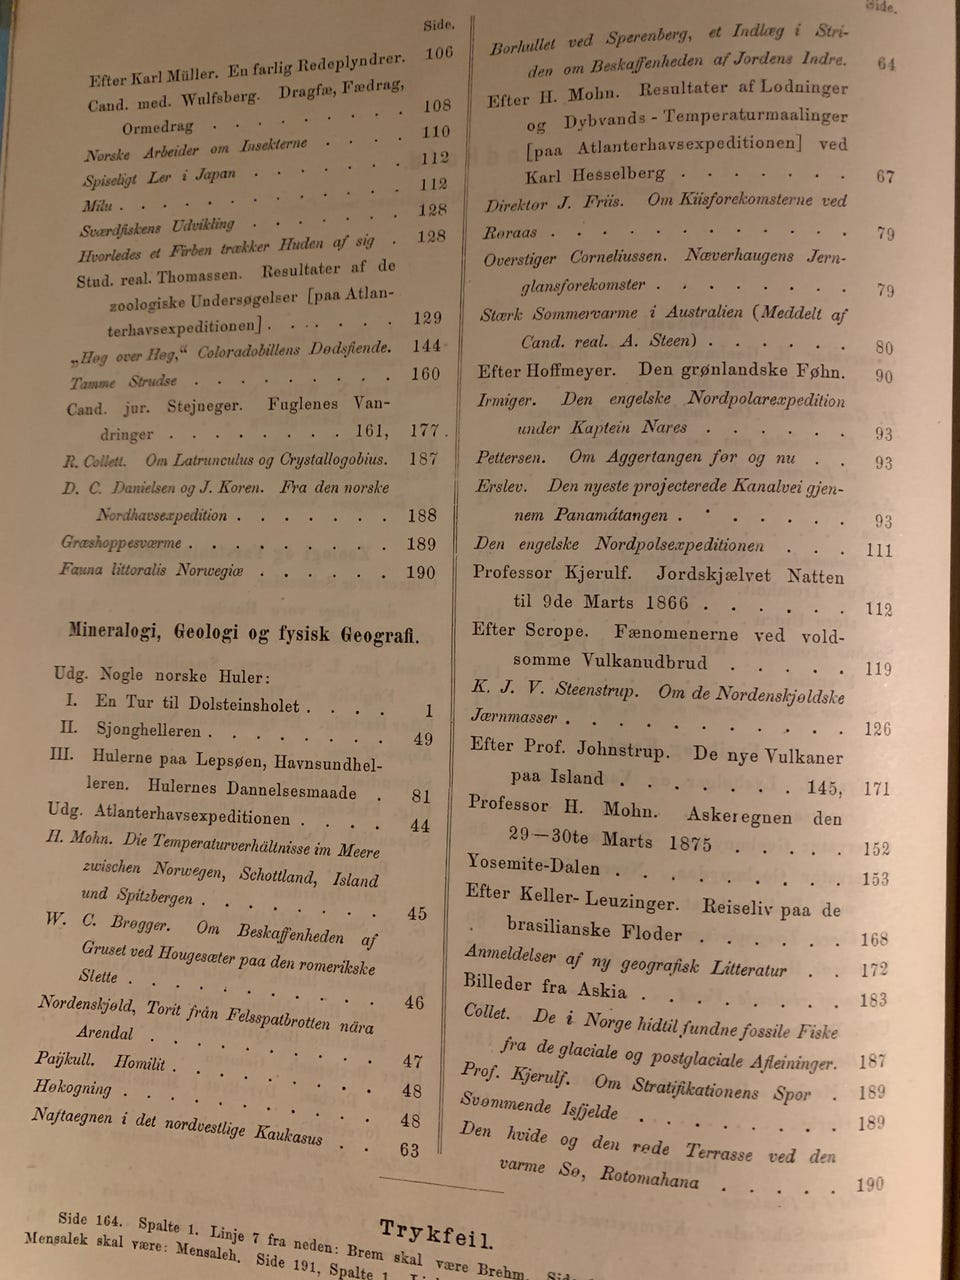 Side.
Efter Karl Müller. En farlig Redeplyndrer. 106
Cand. med. Wulfsberg. Dragfæ, Fædrag,
Ormedrag . . . . . . . . 108
Norske Arbeider om Insekterne . . . . 110
Spiseligt Ler i Japan . . . . . . 112
Milu . . . . . . . . . . 112
Sværdfiskens Udvikling . . . . . . 128
Hvorledes et Firben trækker Huden af sig . 128
Stud. real. Thomassen. Resultater af de
zoologiske Undersøgelser [paa Atlan-
terhavsexpeditionen] . . . . . . 129
„Høg over Høg,“ Coloradobillens Dødsfiende. 144
Tamme Strudse . . . . . . . . 160
Cand. jur. Stejneger. Fuglenes Van-
dringer . . . . . . . . 161, 177.
R. Collett. Om Latrunculus og Crystallogobius. 187
D. C. Danielsen og J. Koren. Fra den norske
Nordhavsexpedition . . . . . . 188
Græshoppesværme . . . . . . . . 189
Fauna littoralis Norwegiæ . . . . . 190
Mineralogi, Geologi og fysisk Geografi.
Udg. Nogle norske Huler:
I. En Tur til Dolsteinsholet . . . . 1
II. Sjonghelleren . . . . . . . . 49
III. Hulerne paa Lepsøen, Havnsundhel-
leren. Hulernes Dannelsesmaade . 81
Udg. Atlanterhavsexpeditionen . . . . 44
H. Mohn. Die Temperaturverhältnisse im Meere
zwischen Norwegen, Schottland, Island
und Spitzbergen . . . . . . . 45
W. C. Brøgger. Om Beskaffenheden af
Gruset ved Hougesæter paa den romerikske
Slette . . . . . . . . . . 46
Nordenskjøld, Torit från Felsspatbrotten nära
Arendal . . . . . . . . . 47
Paÿkull. Homilit . . . . . . . . 48
Høkogning . . . . . . . . . . 48
Naftaegnen i det nordvestlige Kaukasus . . 63
Side.
Borhullet ved Sperenberg, et Indlæg i Stri-
den om Beskaffenheden af Jordens Indre. 64
Efter H. Mohn. Resultater af Lodninger
og Dybvands-Temperaturmaalinger
[paa Atlanterhavsexpeditionen] ved
Karl Hesselberg . . . . . . . 67
Direktør J. Friis. Om Kiisforekomsterne ved
Røraas . . . . . . . . . . . 79
Overstiger Corneliussen. Næverhaugens Jern-
glansforekomster . . . . . . . 79
Stærk Sommervarme i Australien (Meddelt af
Cand. real. A. Steen) . . . . . . 80
Efter Hoffmeyer. Den grønlandske Føhn. 90
Irmiger. Den engelske Nordpolarexpedition
under Kaptein Nares . . . . . . 93
Pettersen. Om Aggertangen før og nu . . 93
Erslev. Den nyeste projecterede Kanalvei gjen-
nem Panamátangen . . . . . . . 93
Den engelske Nordpolsexpeditionen . . . 111
Professor Kjerulf. Jordskjælvet Natten
til 9de Marts 1866 . . . . . . 112
Efter Scrope. Fænomenerne ved vold-
somme Vulkanudbrud . . . . . 119
K. J. V. Steenstrup. Om de Nordenskjøldske
Jærnmasser . . . . . . . . . . 126
Efter Prof. Johnstrup. De nye Vulkaner
paa Island . . . . . . . 145, 171
Professor H. Mohn. Askeregnen den
29—30te Marts 1875 . . . . . 152
Yosemite-Dalen . . . . . . . . . 153
Efter Keller-Leuzinger. Reiseliv paa de
brasilianske Floder . . . . . . 168
Anmeldelser af ny geografisk Litteratur . . 172
Billeder fra Askia . . . . . . . . 183
Collet. De i Norge hidtil fundne fossile Fiske
fra de glaciale og postglaciale Afleininger. 187
Prof. Kjerulf. Om Stratifikationens Spor . 189
Svømmende Isfjelde . . . . . . . . 189
Den hvide og den røde Terrasse ved den
varme Sø, Rotomahana . . . . . 190
Trykfeil.
Side 164. Spalte 1. Linje 7 fra neden: Brem skal være Brehm.
Mensalek skal være: Mensaleh. Side 191, Spalte 1